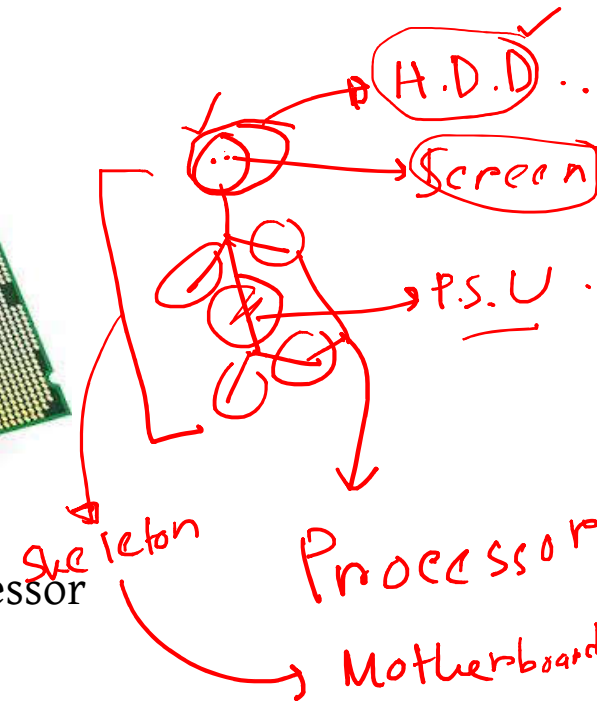 H.D.D ..
Screen
P.S.U .
Skeleton
Processor
essor
Motherboard